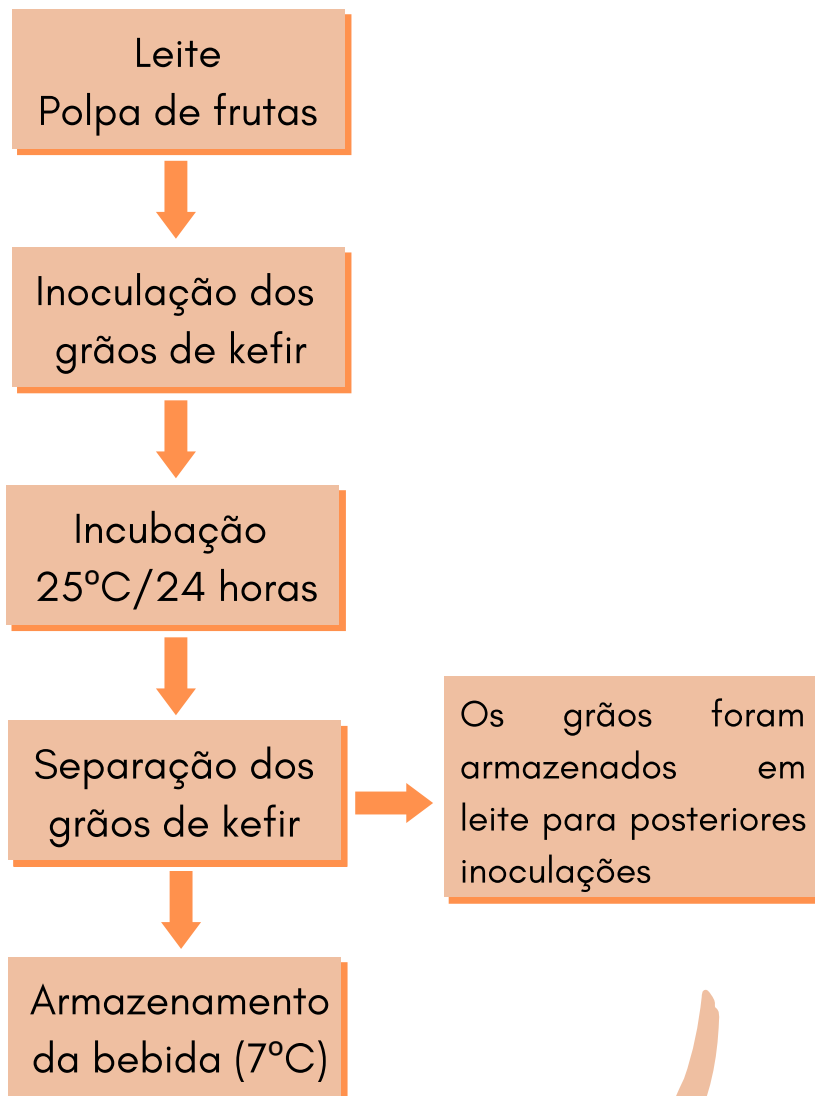 Leite
Polpa de frutas
Inoculação dos
grãos de kefir
Incubação
25ºC/24 horas
Separação dos
grãos de kefir
Os grãos foram
armazenados em
leite para posteriores
inoculações
Armazenamento
da bebida (7ºC)